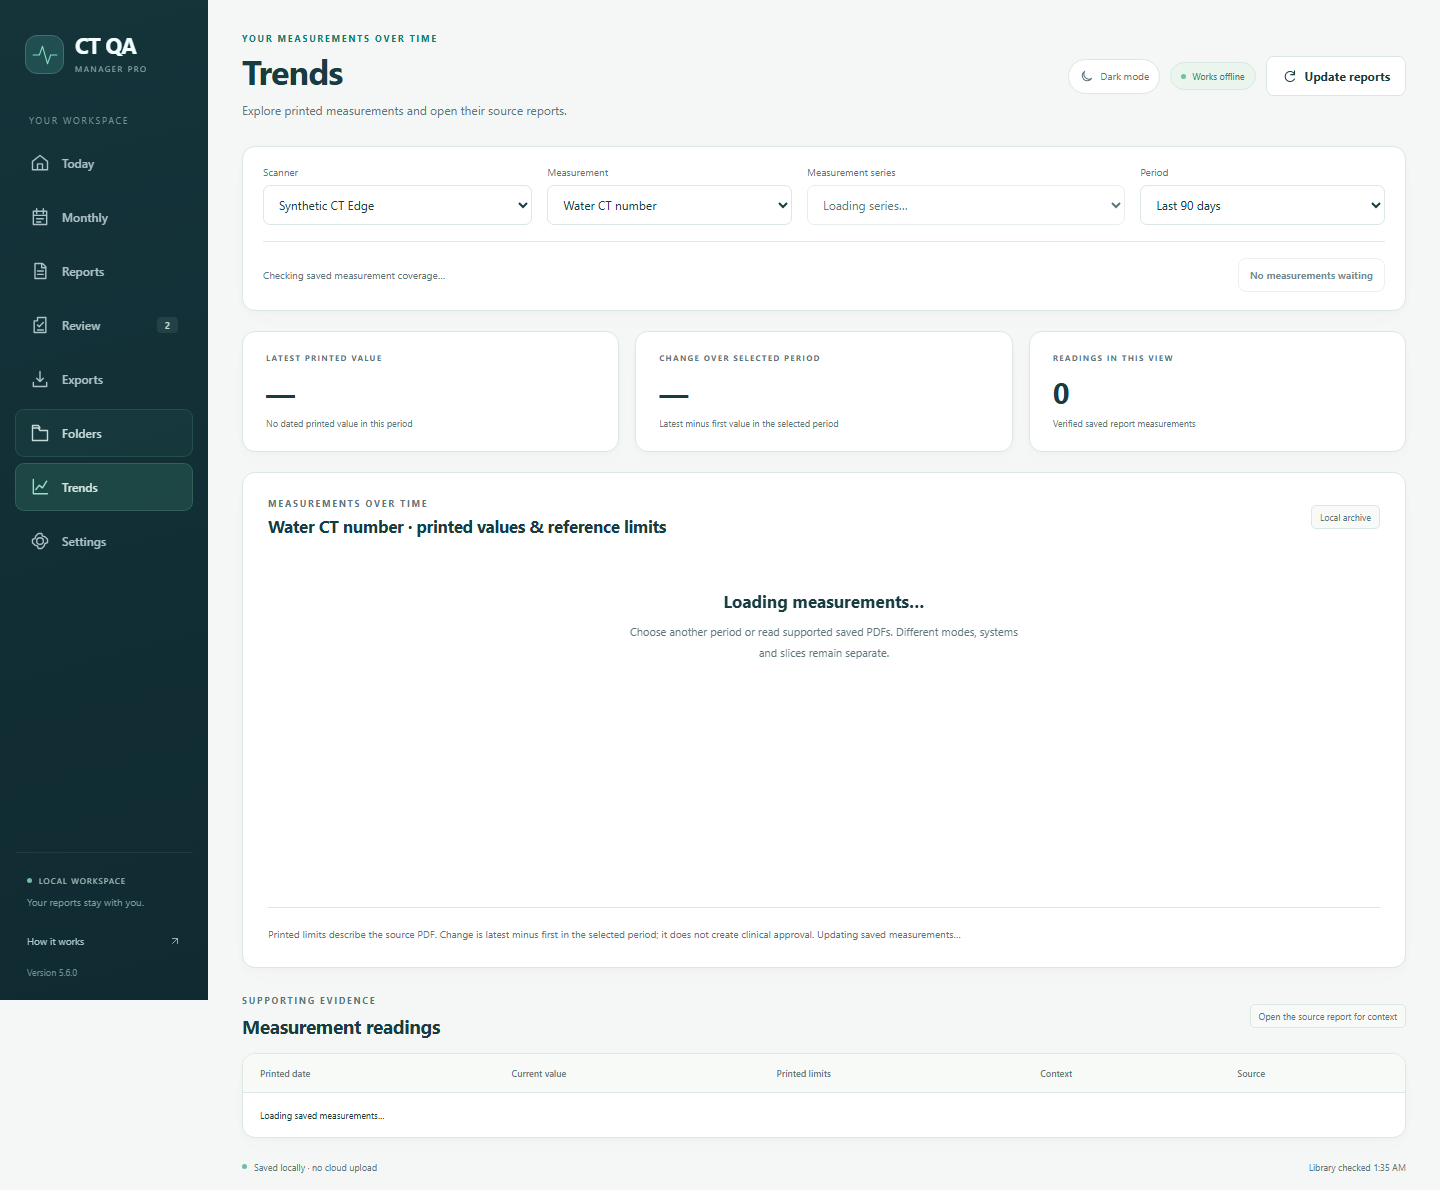 CT QA
MANAGER PRO
YOUR WORKSPACE
Today
Monthly
Reports
Review 2
Exports
Folders
Trends
Settings
LOCAL WORKSPACE
Your reports stay with you.
How it works
Version 5.6.0
YOUR MEASUREMENTS OVER TIME
Trends
Explore printed measurements and open their source reports.
Dark mode
Works offline
Update reports
Scanner Measurement Measurement series Period
Synthetic CT Edge Water CT number Loading series... Last 90 days
Checking saved measurement coverage...
No measurements waiting
LATEST PRINTED VALUE
—
No dated printed value in this period
CHANGE OVER SELECTED PERIOD
—
Latest minus first value in the selected period
READINGS IN THIS VIEW
0
Verified saved report measurements
MEASUREMENTS OVER TIME
Water CT number · printed values & reference limits
Local archive
Loading measurements...
Choose another period or read supported saved PDFs. Different modes, systems
and slices remain separate.
Printed limits describe the source PDF. Change is latest minus first in the selected period; it does not create clinical approval. Updating saved measurements...
SUPPORTING EVIDENCE
Measurement readings
Open the source report for context
Printed date Current value Printed limits Context Source
Loading saved measurements...
Saved locally · no cloud upload
Library checked 1:35 AM